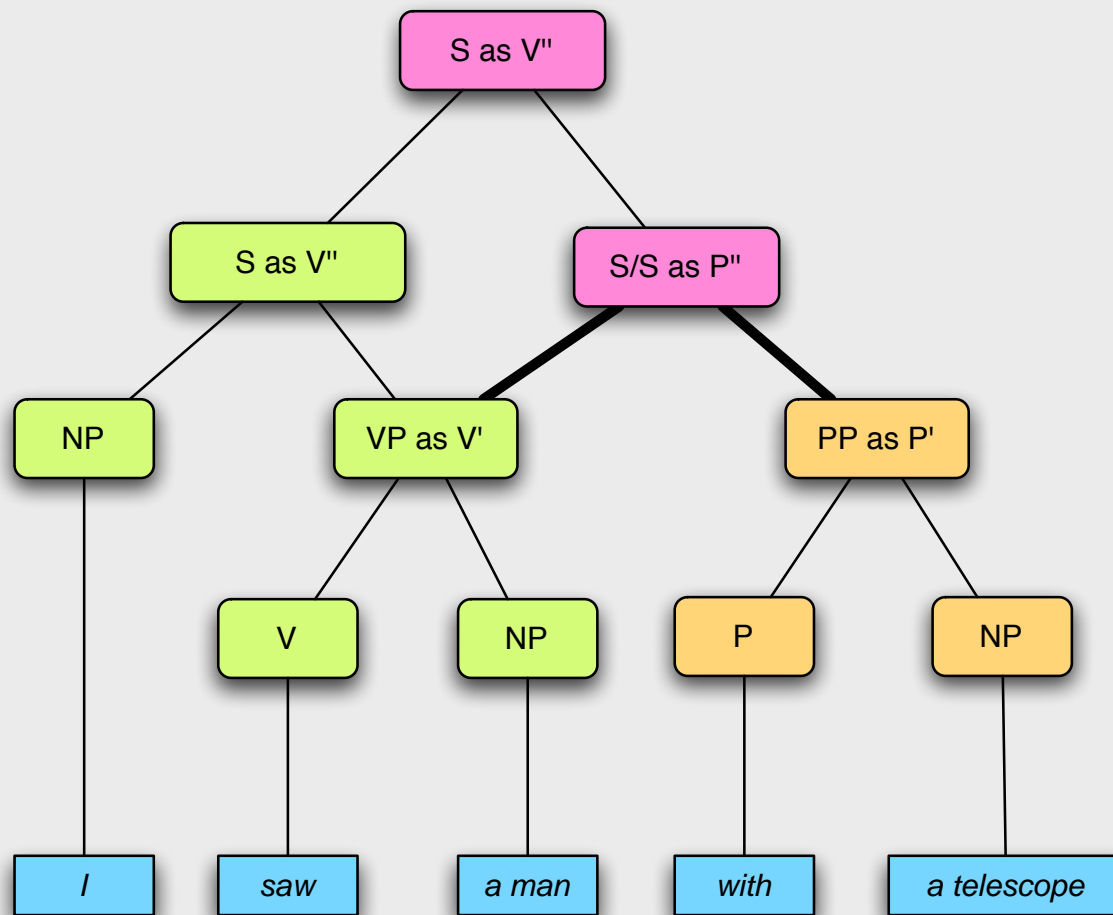 S as V"
S as V"
S/S as P"
NP
VP as V'
PP as P'
V
NP
P
NP
I
saw
a man
with
a telescope